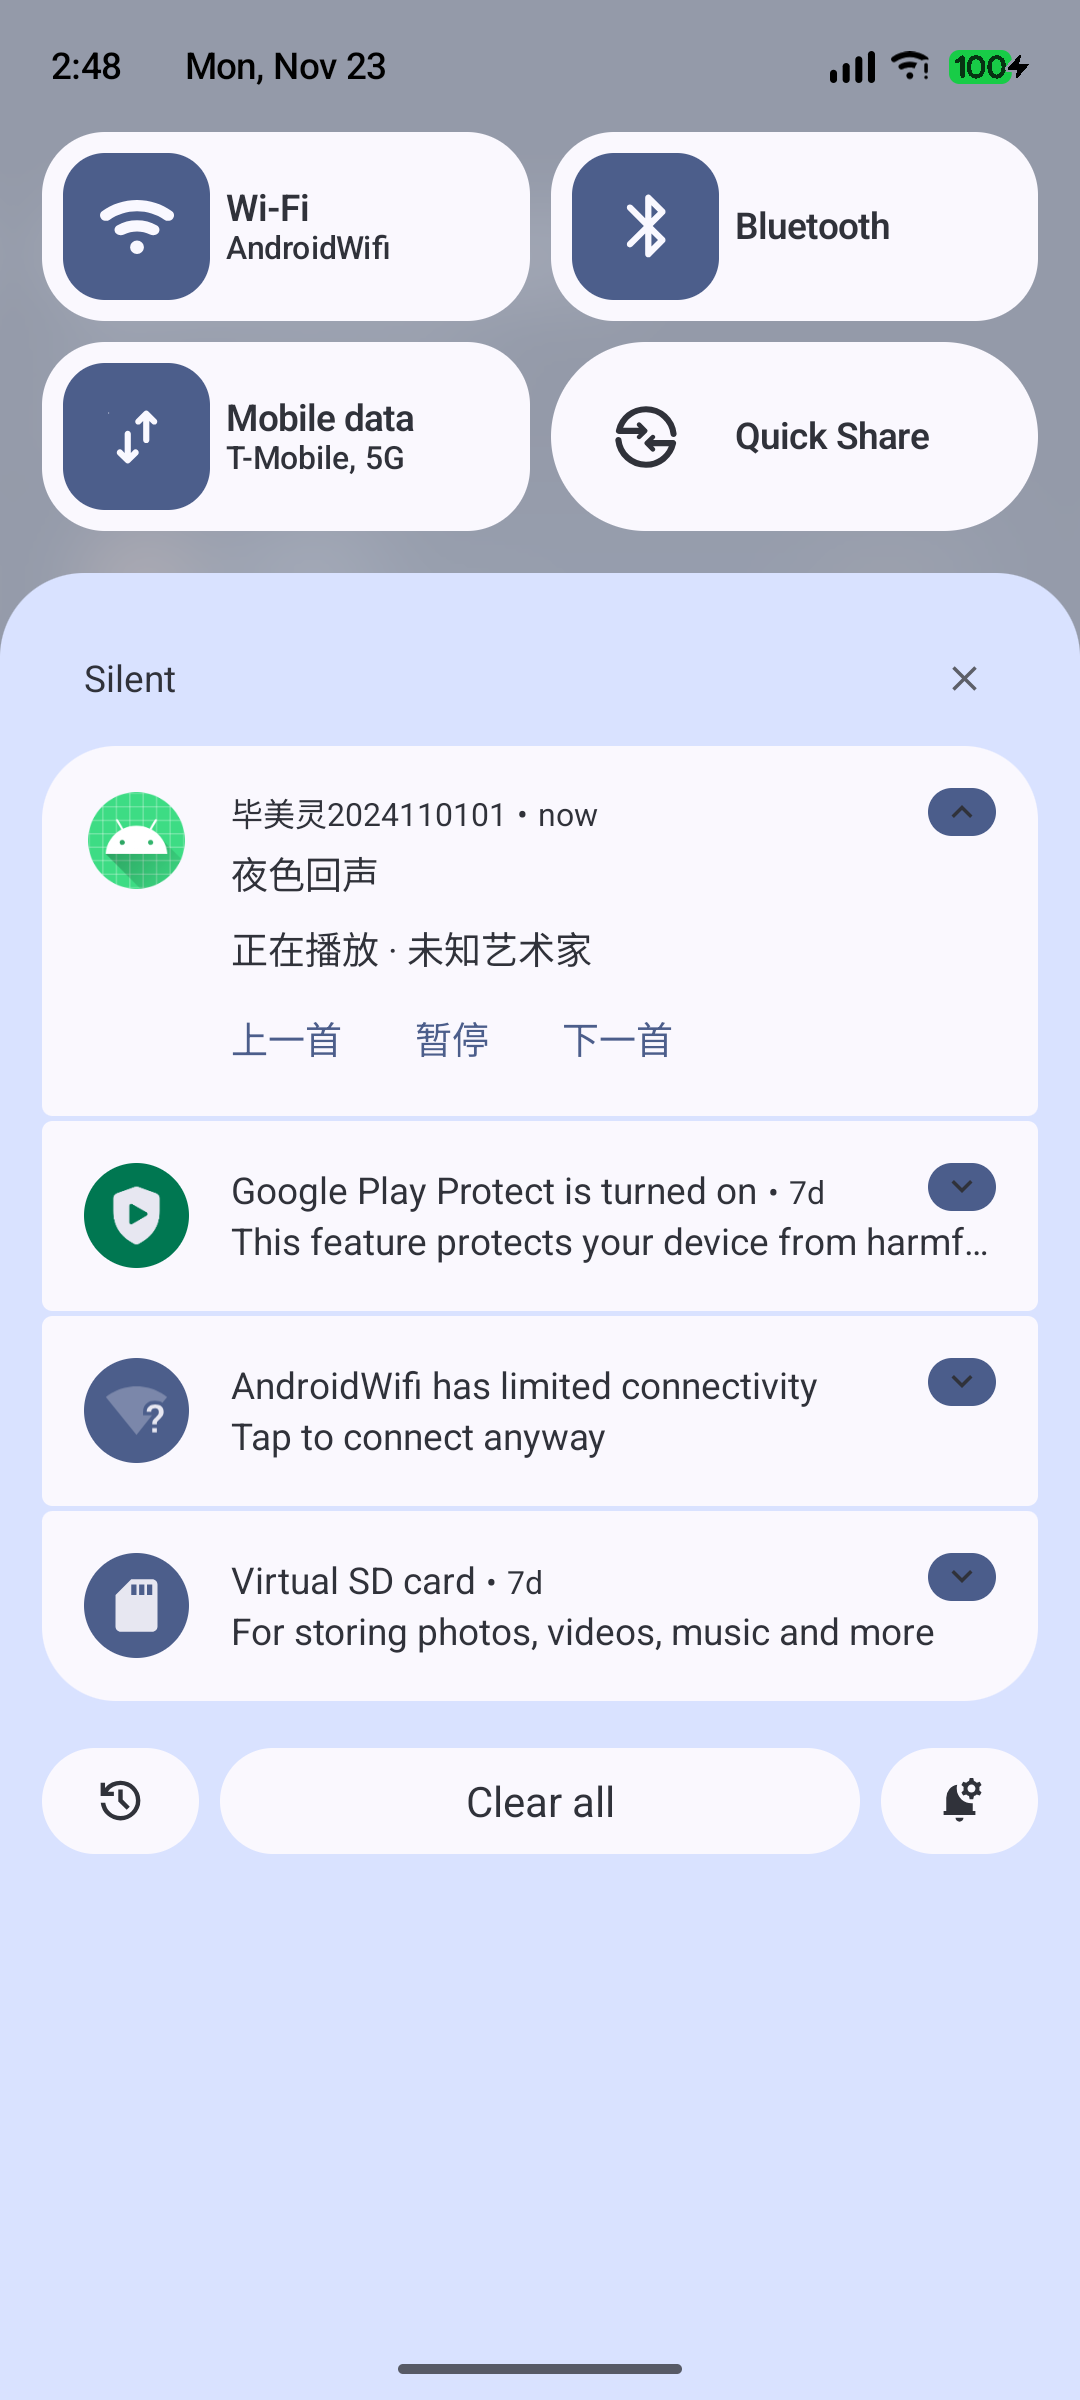 2:48 Mon, Nov 23 100
Wi-Fi
AndroidWifi
Bluetooth
Mobile data
T-Mobile, 5G
Quick Share
Silent
毕美灵2024110101 • now
夜色回声
正在播放 · 未知艺术家
上一首 暂停 下一首
Google Play Protect is turned on • 7d
This feature protects your device from harmf…
AndroidWifi has limited connectivity
Tap to connect anyway
Virtual SD card • 7d
For storing photos, videos, music and more
Clear all